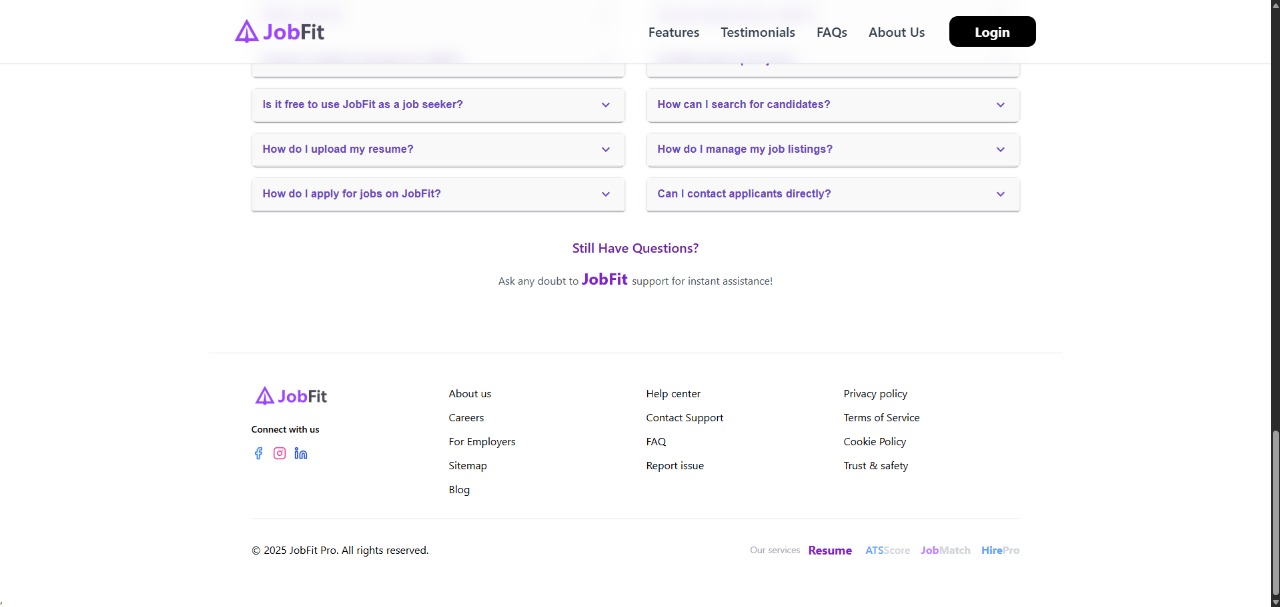 JobFit
Features Testimonials FAQs About Us Login
Is it free to use JobFit as a job seeker?
How do I upload my resume?
How do I apply for jobs on JobFit?
How can I search for candidates?
How do I manage my job listings?
Can I contact applicants directly?
Still Have Questions?
Ask any doubt to JobFit support for instant assistance!
JobFit
Connect with us
About us
Careers
For Employers
Sitemap
Blog
Help center
Contact Support
FAQ
Report issue
Privacy policy
Terms of Service
Cookie Policy
Trust & safety
© 2025 JobFit Pro. All rights reserved.
Our services Resume ATSScore JobMatch HirePro